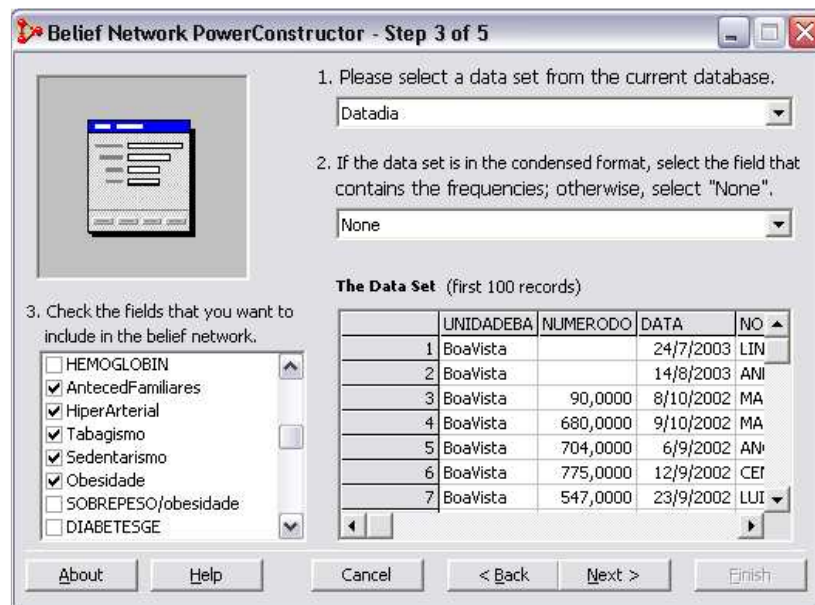 Belief Network PowerConstructor - Step 3 of 5
1. Please select a data set from the current database.
Datadia
2. If the data set is in the condensed format, select the field that
contains the frequencies; otherwise, select "None".
None
The Data Set (first 100 records)
3. Check the fields that you want to
include in the belief network.
HEMOGLOBIN
AntecedFamiliares
HiperArterial
Tabagismo
Sedentarismo
Obesidade
SOBREPESO/obesidade
DIABETESGE
UNIDADEBA NUMERODO DATA NO
1 BoaVista 24/7/2003 LIN
2 BoaVista 14/8/2003
3 BoaVista 90,0000 8/10/2002 MA
4 BoaVista 680,0000 9/10/2002 MA
5 BoaVista 704,0000 6/9/2002
6 BoaVista 775,0000 12/9/2002
7 BoaVista 547,0000 23/9/2002
About Help Cancel < Back Next > Finish